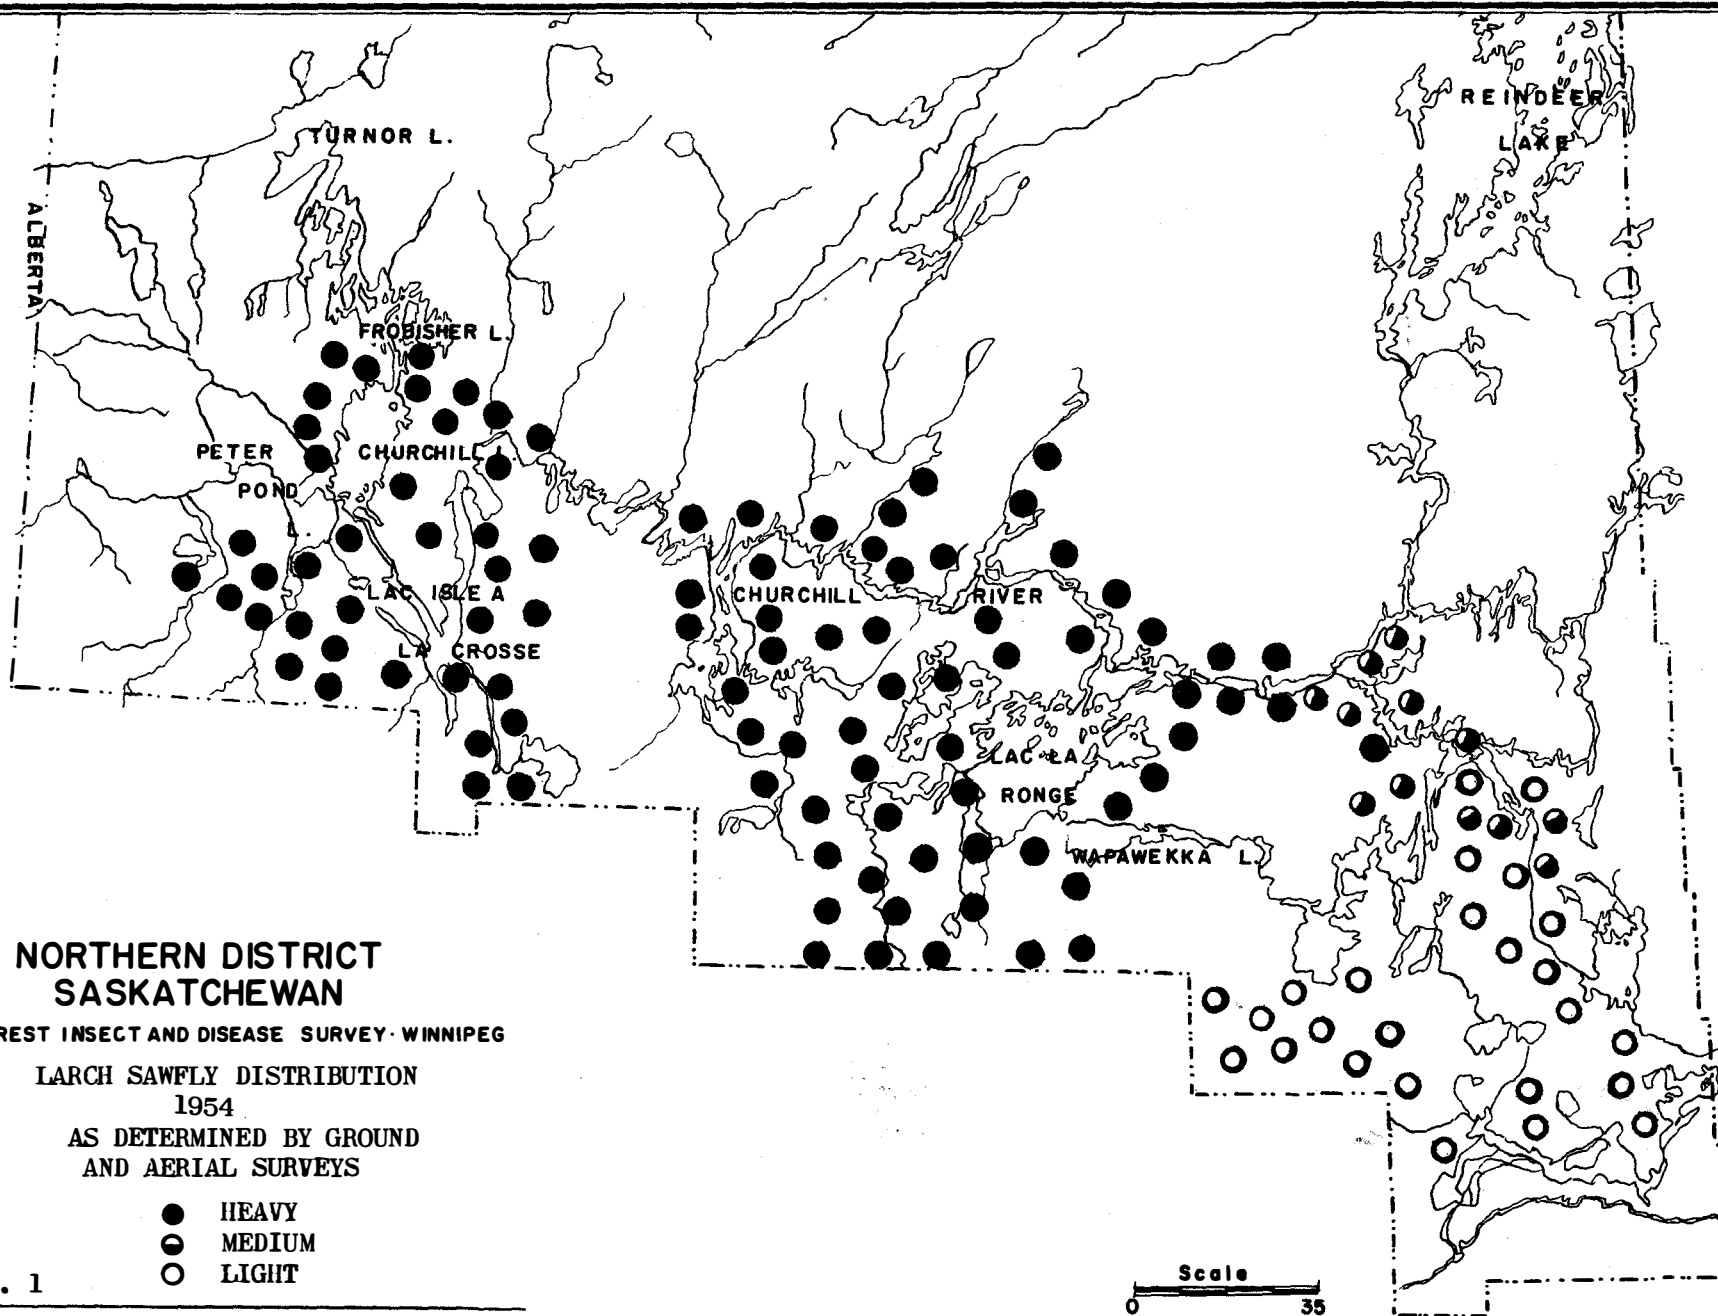 REINDEER
LAKE
TURNOR L.
ALBERTA
FROBISHER L.
PETER
POND
L.
CHURCHILL L.
LAC ISLE A
LA CROSSE
CHURCHILL RIVER
LAC LA
RONGE
WAPAWEKKA L.
NORTHERN DISTRICT
SASKATCHEWAN
REST INSECT AND DISEASE SURVEY · WINNIPEG
LARCH SAWFLY DISTRIBUTION
1954
AS DETERMINED BY GROUND
AND AERIAL SURVEYS
HEAVY
MEDIUM
LIGHT
. 1
Scale
0 35